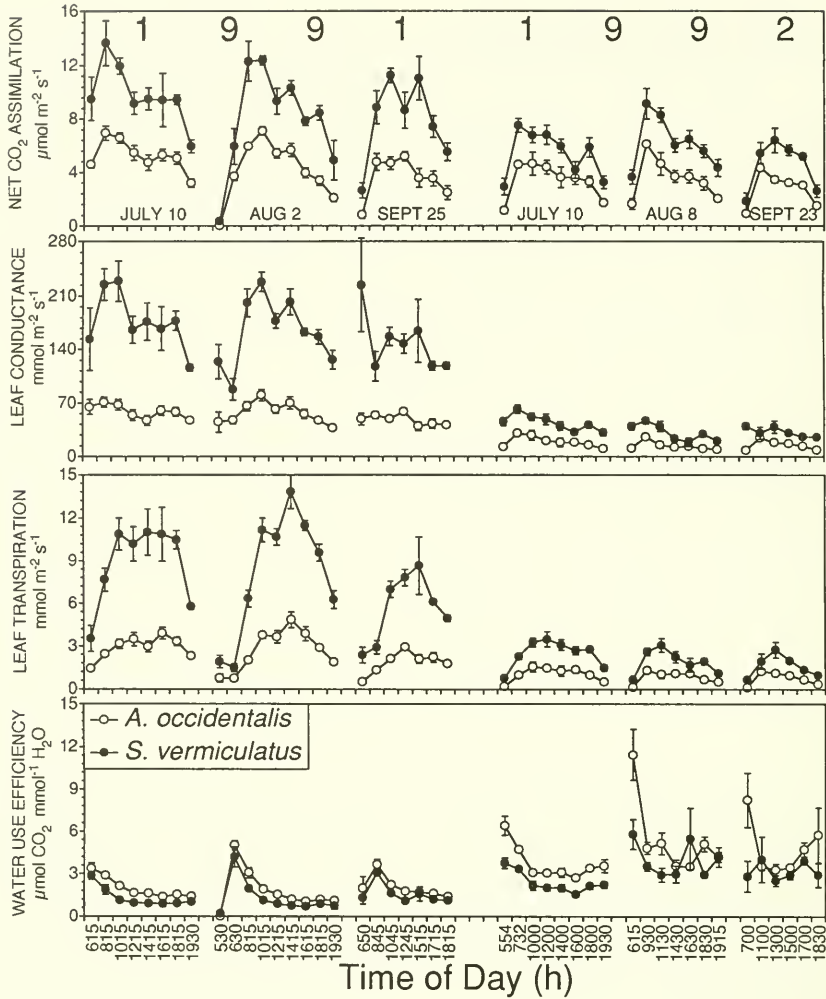 1 9 9 1
1 9 9 2
NET CO2 ASSIMILATION
µmol m-2 s-1
16
12
8
4
0
JULY 10
AUG 2
SEPT 25
JULY 10
AUG 8
SEPT 23
LEAF CONDUCTANCE
mmol m-2 s-1
280
210
140
70
0
LEAF TRANSPIRATION
mmol m-2 s-1
15
12
9
6
3
0
WATER USE EFFICIENCY
µmol CO2 mmol-1 H2O
15
12
9
6
3
0
A. occidentalis
S. vermiculatus
615 815 1015 1215 1415 1615 1815 1930
530 630 815 1015 1215 1415 1615 1815 1930
650 845 1045 1245 1515 1715 1815
554 732 1000 1200 1400 1600 1800 1930
615 930 1130 1430 1630 1830 1915
700 1100 1300 1500 1700 1830
Time of Day (h)